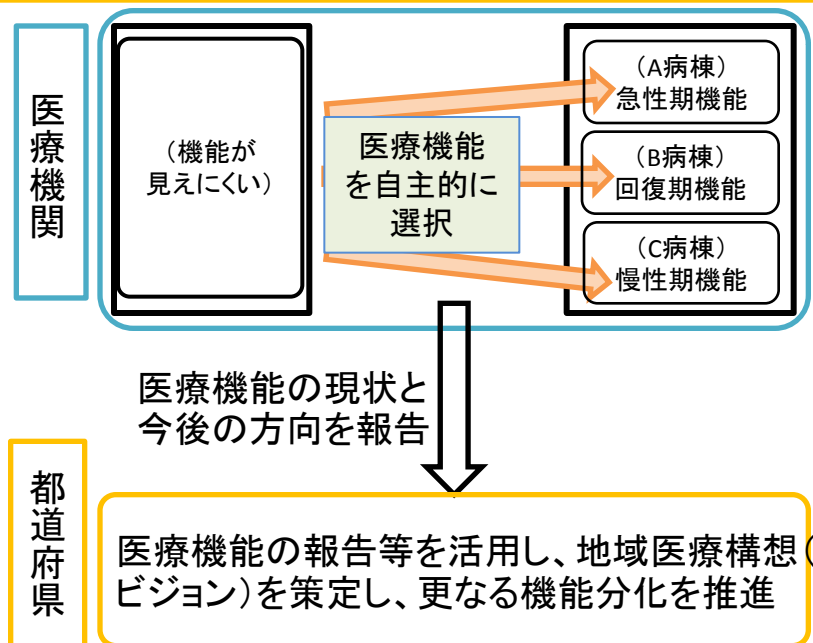 医療機関
（機能が
見えにくい）
医療機能
を自主的に
選択
（A病棟）
急性期機能
（B病棟）
回復期機能
（C病棟）
慢性期機能
医療機能の現状と
今後の方向を報告
都道府県
医療機能の報告等を活用し、地域医療構想（
ビジョン）を策定し、更なる機能分化を推進